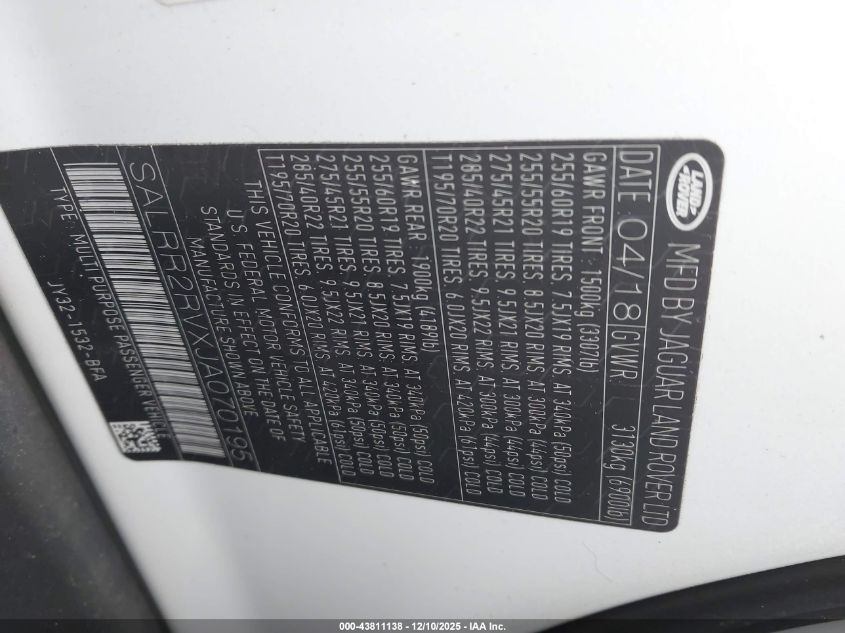 LAND ROVER
MFD BY JAGUAR LAND ROVER LTD
DATE 04/18 GVWR 3130kg (6900lb)
GAWR FRONT 1500kg (3307lb)
255/60R19 TIRES, 7.5JX19 RIMS AT 340kPa (50psi) COLD
255/55R20 TIRES, 8.5JX20 RIMS AT 300kPa (44psi) COLD
275/45R21 TIRES, 9.5JX21 RIMS AT 300kPa (44psi) COLD
285/40R22 TIRES, 9.5JX22 RIMS AT 300kPa (44psi) COLD
T195/70R20 TIRES 6.0JX20 RIMS AT 420kPa (61psi) COLD
GAWR REAR 1900kg (4189lb)
255/60R19 TIRES, 7.5JX19 RIMS AT 340kPa (50psi) COLD
255/55R20 TIRES, 8.5JX20 RIMS AT 340kPa (50psi) COLD
275/45R21 TIRES, 9.5JX21 RIMS AT 340kPa (50psi) COLD
285/40R22 TIRES, 9.5JX22 RIMS AT 340kPa (50psi) COLD
T195/70R20 TIRES 6.0JX20 RIMS AT 420kPa (61psi) COLD
THIS VEHICLE CONFORMS TO ALL APPLICABLE
U.S. FEDERAL MOTOR VEHICLE SAFETY
STANDARDS IN EFFECT ON THE DATE OF
MANUFACTURE SHOWN ABOVE
SALRR2RVXJA070195
TYPE: MULTI PURPOSE PASSENGER VEHICLE
JY32-1532-BFA
000-43811138 - 12/10/2025 - IAA Inc.